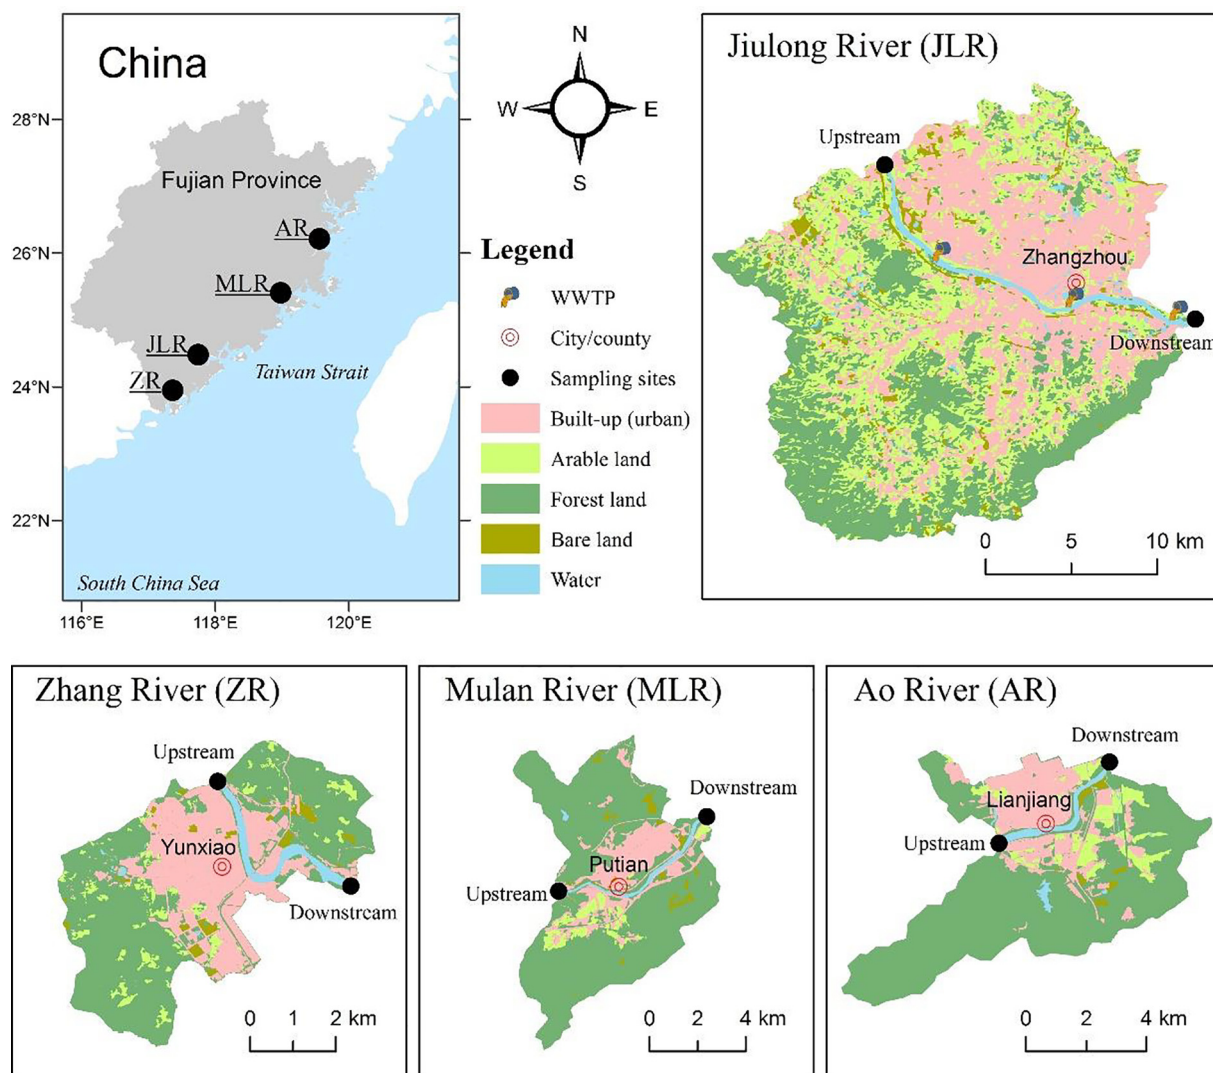 China
Fujian Province
AR
MLR
JLR
ZR
Taiwan Strait
South China Sea
28°N
26°N
24°N
22°N
116°E
118°E
120°E
N
W
E
S
Legend
WWTP
City/county
Sampling sites
Built-up (urban)
Arable land
Forest land
Bare land
Water
Jiulong River (JLR)
Upstream
Zhangzhou
Downstream
0 5 10 km
Zhang River (ZR)
Upstream
Yunxiao
Downstream
0 1 2 km
Mulan River (MLR)
Downstream
Putian
Upstream
0 2 4 km
Ao River (AR)
Downstream
Lianjiang
Upstream
0 2 4 km